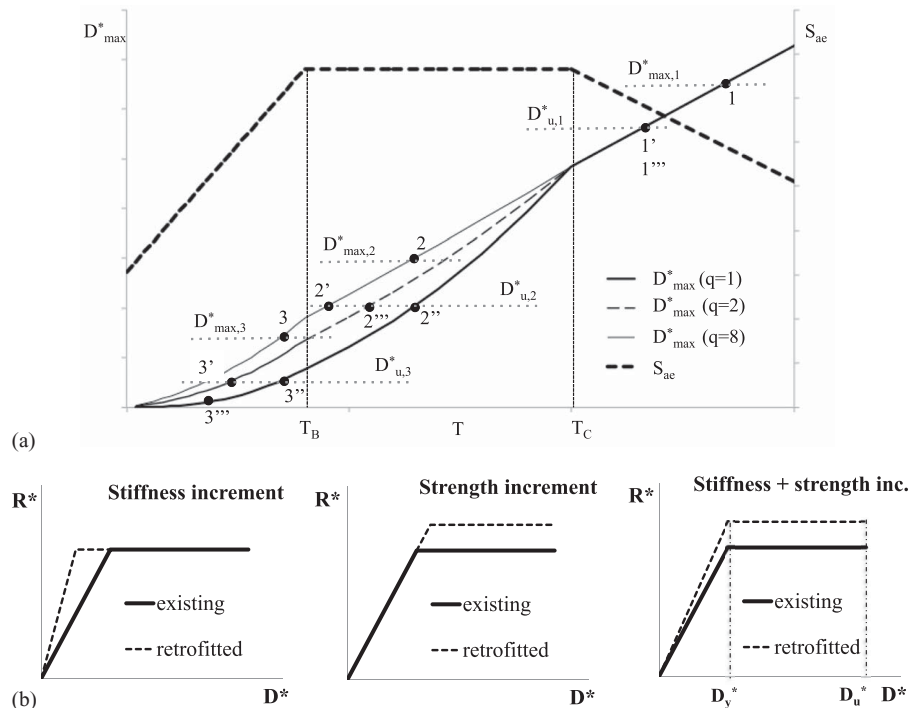 D*max
Sae
D*max,1
1
D*u,1
1'
1'''
D*max,2
2
2'
D*u,2
2'''
2''
D*max,3
3
3'
D*u,3
3''
3'''
D*max (q=1)
D*max (q=2)
D*max (q=8)
Sae
TB
T
TC
(a)
R*
Stiffness increment
existing
retrofitted
D*
R*
Strength increment
existing
retrofitted
D*
R*
Stiffness + strength inc.
existing
retrofitted
Dy*
Du*
D*
(b)